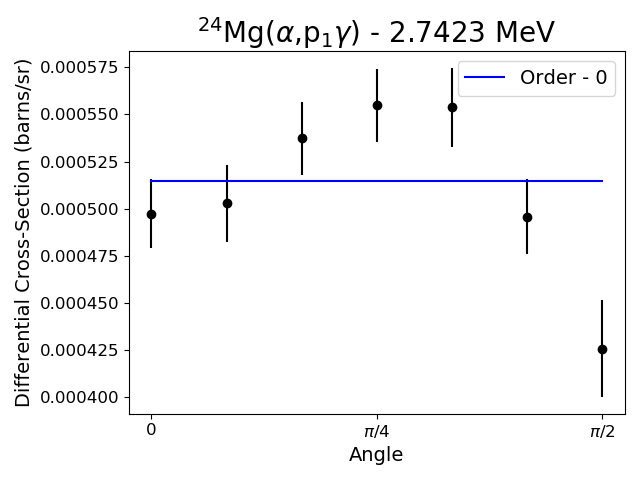 ²⁴Mg(α,p₁γ) - 2.7423 MeV
Order - 0
Differential Cross-Section (barns/sr)
0.000575
0.000550
0.000525
0.000500
0.000475
0.000450
0.000425
0.000400
0
π/4
π/2
Angle